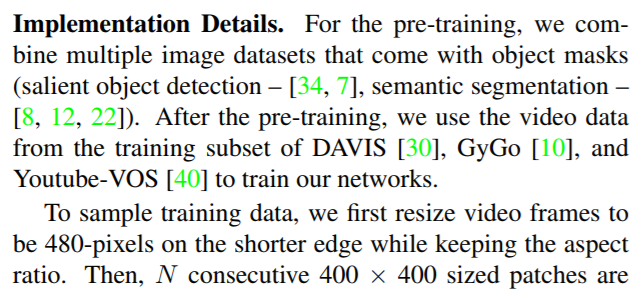 Implementation Details. For the pre-training, we com-
bine multiple image datasets that come with object masks
(salient object detection – [34, 7], semantic segmentation –
[8, 12, 22]). After the pre-training, we use the video data
from the training subset of DAVIS [30], GyGo [10], and
Youtube-VOS [40] to train our networks.
To sample training data, we first resize video frames to
be 480-pixels on the shorter edge while keeping the aspect
ratio. Then, N consecutive 400 × 400 sized patches are